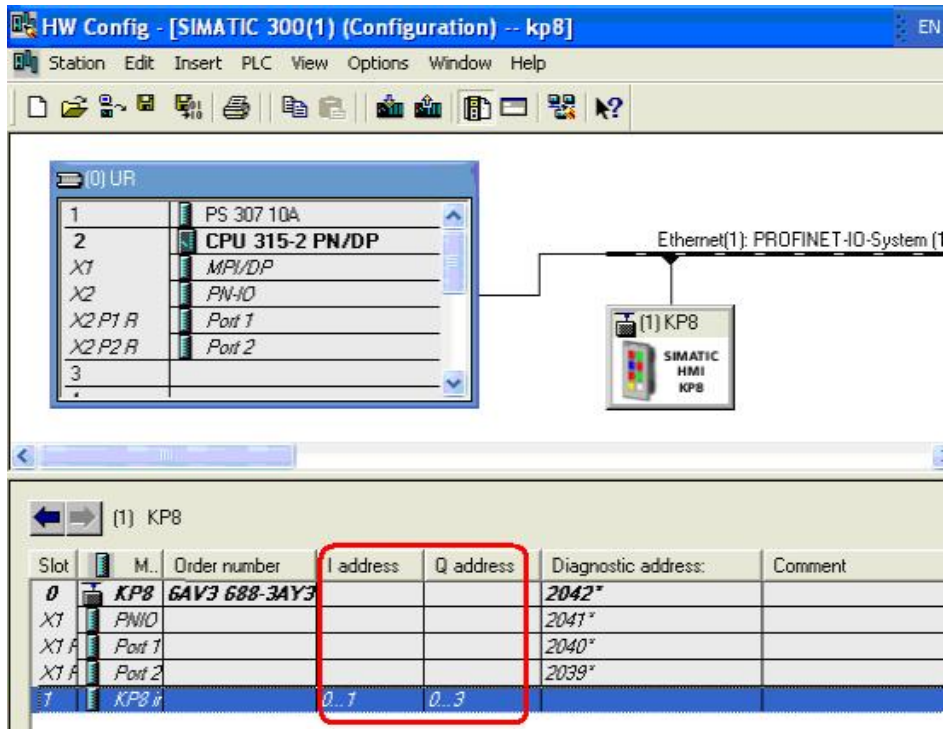 HW Config - [SIMATIC 300(1) (Configuration) -- kp8]
EN
Station Edit Insert PLC View Options Window Help
(0) UR
1 PS 307 10A
2 CPU 315-2 PN/DP
X1 MPI/DP
X2 PN-IO
X2 P1 R Port 1
X2 P2 R Port 2
3
Ethernet(1): PROFINET-IO-System (1
(1) KP8
SIMATIC
HMI
KP8
(1) KP8
Slot M.. Order number I address Q address Diagnostic address: Comment
0 KP8 6AV3 688-3AY3 2042*
X1 PNIO 2041*
X1 F Port 1 2040*
X1 F Port 2 2039*
1 KP8 in 0...1 0...3